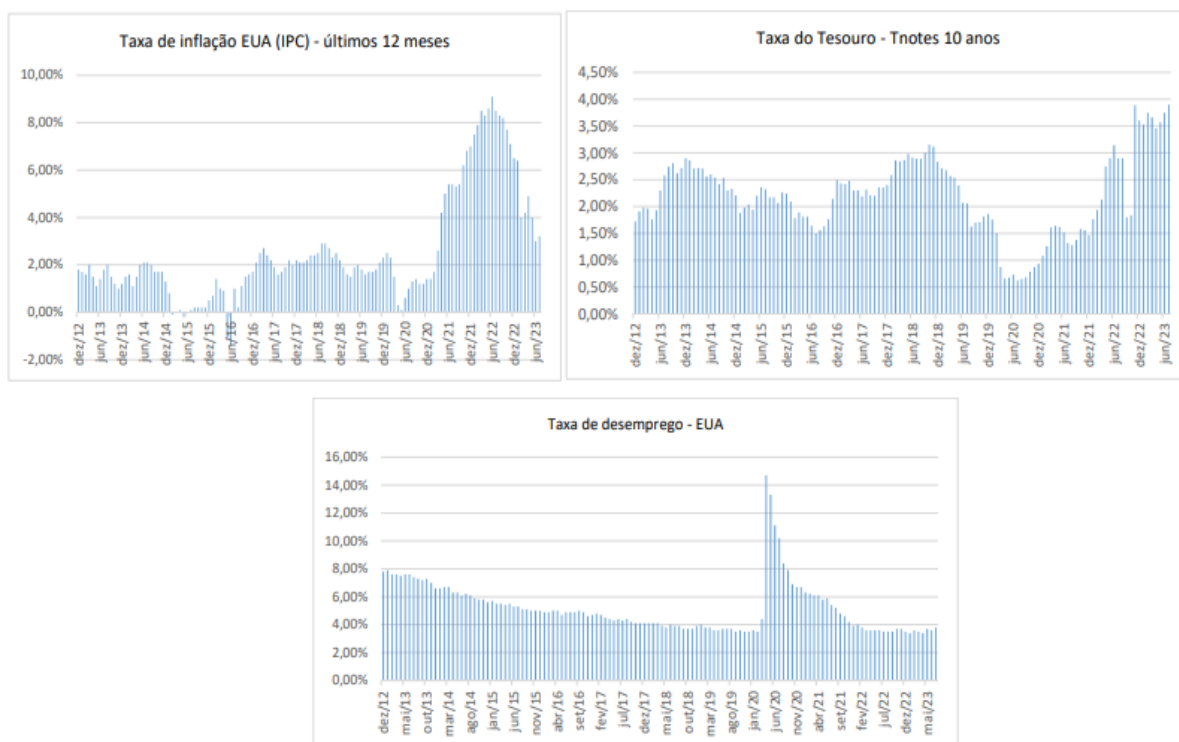 Taxa de inflação EUA (IPC) - últimos 12 meses
10,00%
8,00%
6,00%
4,00%
2,00%
0,00%
-2,00%
dez/12
jun/13
dez/13
jun/14
dez/14
jun/15
dez/15
jun/16
dez/16
jun/17
dez/17
jun/18
dez/18
jun/19
dez/19
jun/20
dez/20
jun/21
dez/21
jun/22
dez/22
jun/23
Taxa do Tesouro - Tnotes 10 anos
4,50%
4,00%
3,50%
3,00%
2,50%
2,00%
1,50%
1,00%
0,50%
0,00%
dez/12
jun/13
dez/13
jun/14
dez/14
jun/15
dez/15
jun/16
dez/16
jun/17
dez/17
jun/18
dez/18
jun/19
dez/19
jun/20
dez/20
jun/21
dez/21
jun/22
dez/22
jun/23
Taxa de desemprego - EUA
16,00%
14,00%
12,00%
10,00%
8,00%
6,00%
4,00%
2,00%
0,00%
dez/12
mai/13
out/13
mar/14
ago/14
jan/15
jun/15
nov/15
abr/16
set/16
fev/17
jul/17
dez/17
mai/18
out/18
mar/19
ago/19
jan/20
jun/20
nov/20
abr/21
set/21
fev/22
jul/22
dez/22
mai/23